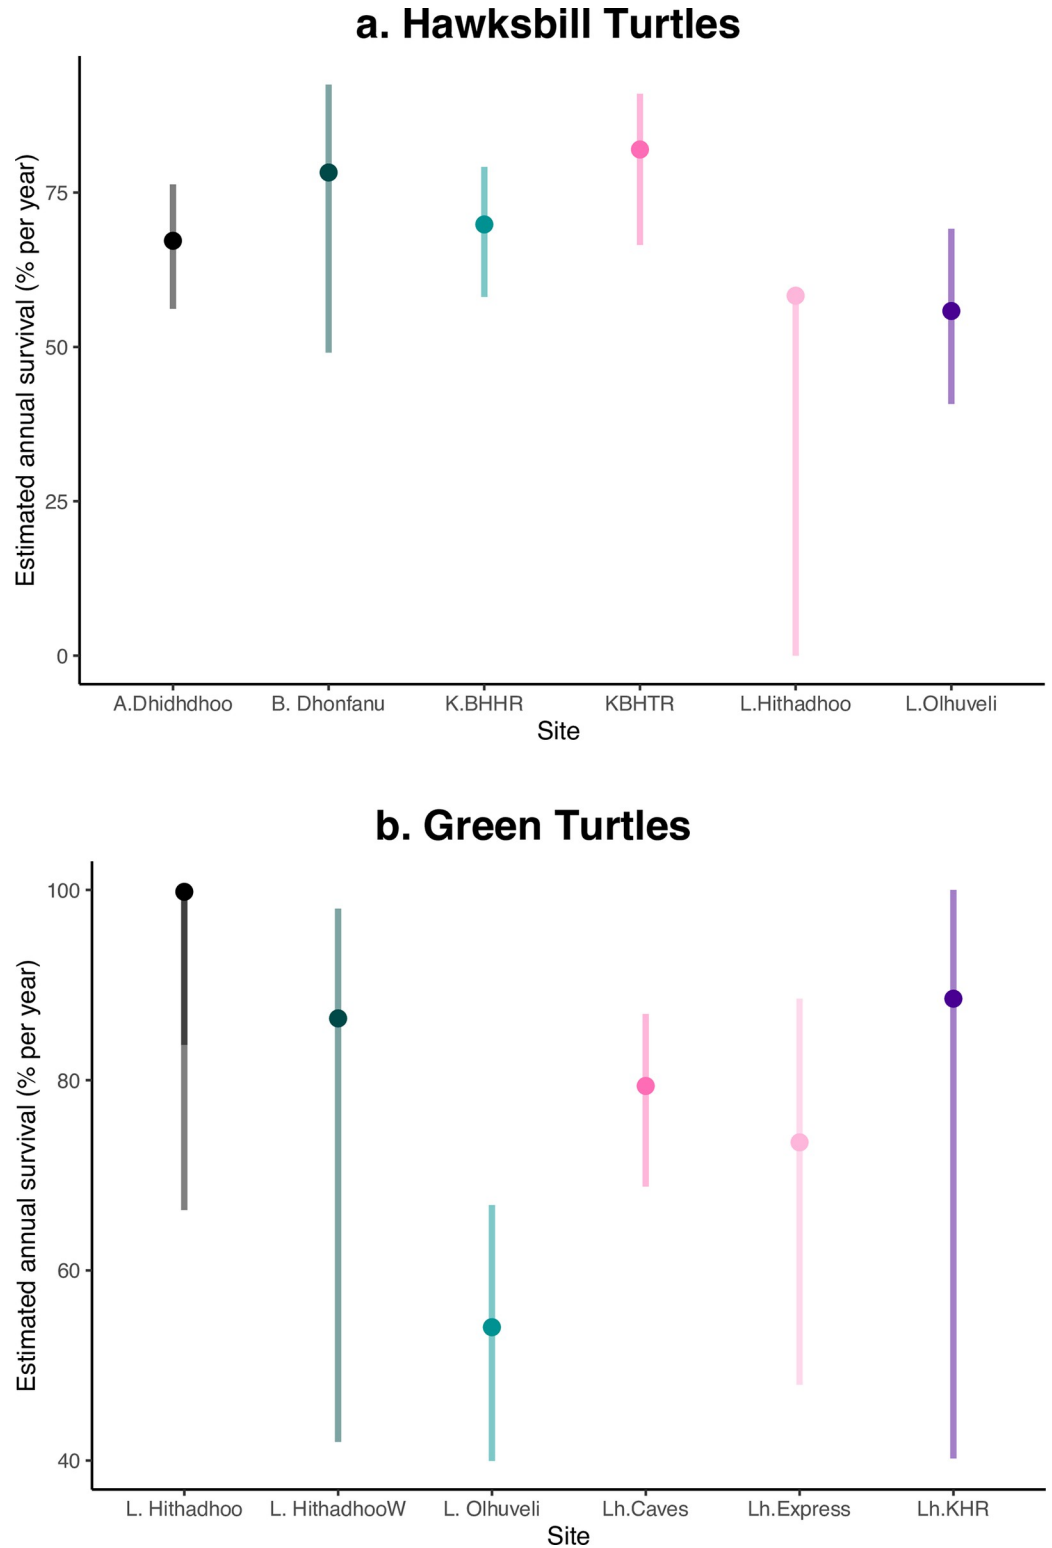 a. Hawksbill Turtles
Estimated annual survival (% per year)
75
50
25
0
A.Dhidhdhoo B. Dhonfanu K.BHHR KBHTR L.Hithadhoo L.Olhuveli
Site
b. Green Turtles
Estimated annual survival (% per year)
100
80
60
40
L. Hithadhoo L. HithadhooW L. Olhuveli Lh.Caves Lh.Express Lh.KHR
Site